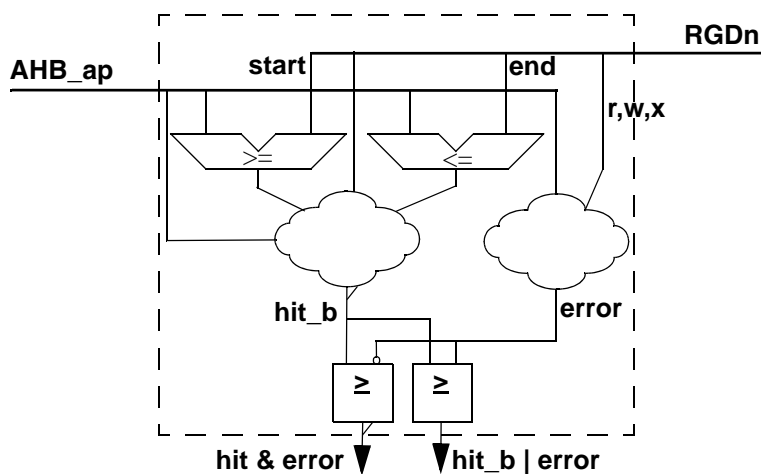 RGDn
start
end
AHB_ap
r,w,x
>=
<=
hit_b
error
≥
≥
hit & error
hit_b | error